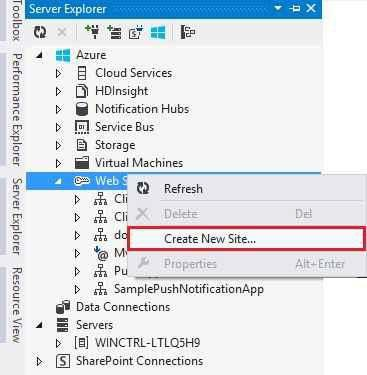 Server Explorer
Azure
Cloud Services
HDInsight
Notification Hubs
Service Bus
Storage
Virtual Machines
Web S
Cli
Cli
do
My
Pu
SamplePushNotificationApp
Data Connections
Servers
WINCTRL-LTLQ5H9
SharePoint Connections
Refresh
Delete Del
Create New Site...
Properties Alt+Enter
Toolbox
Performance Explorer
Server Explorer
Resource View